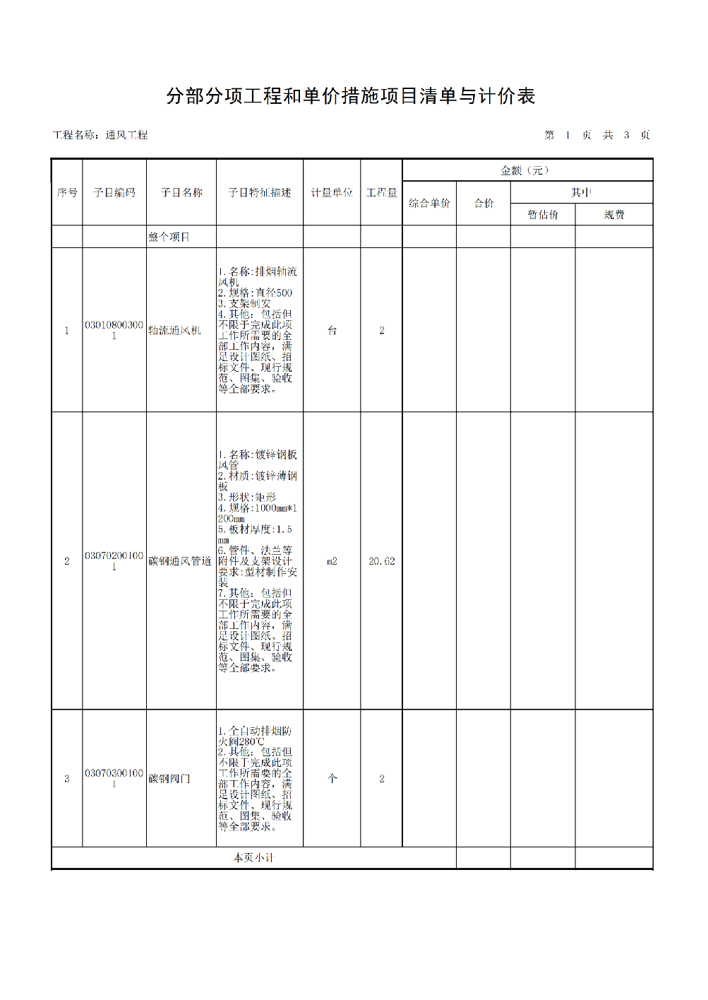 分部分项工程和单价措施项目清单与计价表
工程名称：通风工程
第 1 页 共 3 页
序号 子目编码 子目名称 子目特征描述 计量单位 工程量 金额（元）
综合单价 合价 其中
暂估价 规费
整个项目
1
03010800300
1
轴流通风机
1.名称:排烟轴流
风机
2.规格:直径500
3.支架制安
4.其他：包括但
不限于完成此项
工作所需要的全
部工作内容，满
足设计图纸、招
标文件、现行规
范、图集、验收
等全部要求。
台
2
2
03070200100
1
碳钢通风管道
1.名称:镀锌钢板
风管
2.材质:镀锌薄钢
板
3.形状:矩形
4.规格:1000mm*1
200mm
5.板材厚度:1.5
mm
6.管件、法兰等
附件及支架设计
要求:型材制作安
装
7.其他：包括但
不限于完成此项
工作所需要的全
部工作内容，满
足设计图纸、招
标文件、现行规
范、图集、验收
等全部要求。
m2
20.62
3
03070300100
1
碳钢阀门
1.全自动排烟防
火阀280℃
2.其他：包括但
不限于完成此项
工作所需要的全
部工作内容，满
足设计图纸、招
标文件、现行规
范、图集、验收
等全部要求。
个
2
本页小计